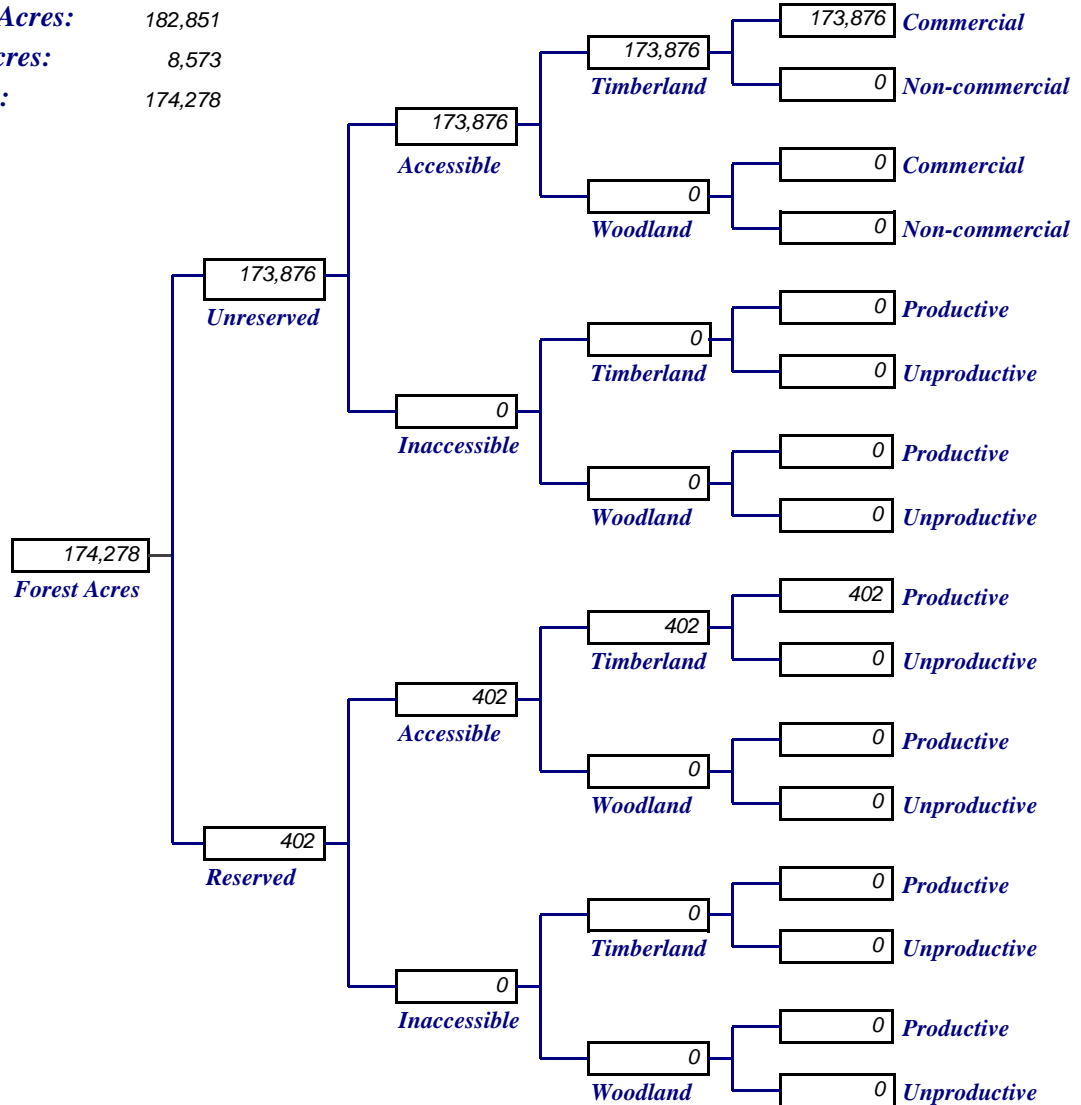 Acres: 182,851
cres: 8,573
: 174,278
173,876 Commercial
173,876
Timberland
0 Non-commercial
173,876
Accessible
0 Commercial
0
Woodland
0 Non-commercial
173,876
Unreserved
0 Productive
0
Timberland
0 Unproductive
0
Inaccessible
0 Productive
0
Woodland
0 Unproductive
174,278
Forest Acres
402 Productive
402
Timberland
0 Unproductive
402
Accessible
0 Productive
0
Woodland
0 Unproductive
402
Reserved
0 Productive
0
Timberland
0 Unproductive
0
Inaccessible
0 Productive
0
Woodland
0 Unproductive